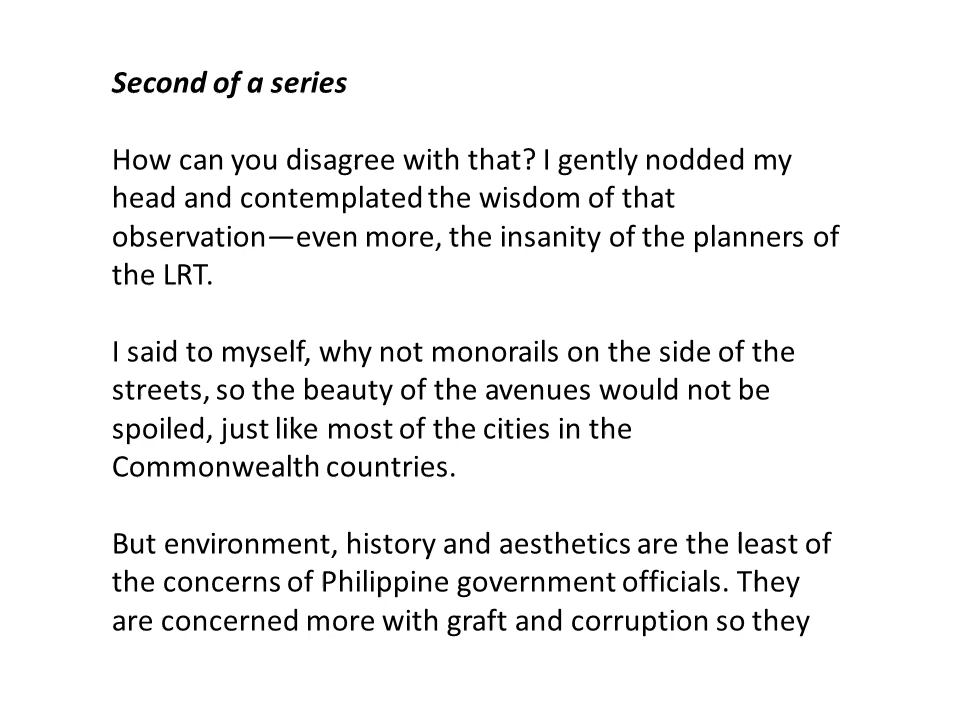 Second of a series
How can you disagree with that? I gently nodded my
head and contemplated the wisdom of that
observation—even more, the insanity of the planners of
the LRT.
I said to myself, why not monorails on the side of the
streets, so the beauty of the avenues would not be
spoiled, just like most of the cities in the
Commonwealth countries.
But environment, history and aesthetics are the least of
the concerns of Philippine government officials. They
are concerned more with graft and corruption so they